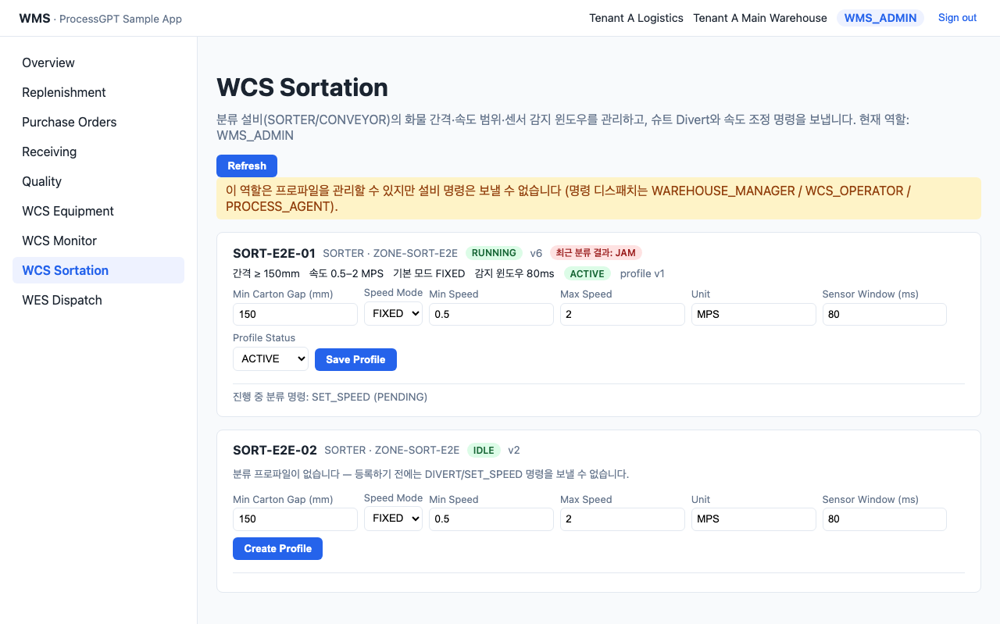 WMS · ProcessGPT Sample App
Tenant A Logistics Tenant A Main Warehouse WMS_ADMIN Sign out
Overview
Replenishment
Purchase Orders
Receiving
Quality
WCS Equipment
WCS Monitor
WCS Sortation
WES Dispatch
WCS Sortation
분류 설비(SORTER/CONVEYOR)의 화물 간격·속도 범위·센서 감지 윈도우를 관리하고, 슈트 Divert와 속도 조정 명령을 보냅니다. 현재 역할:
WMS_ADMIN
Refresh
이 역할은 프로파일을 관리할 수 있지만 설비 명령은 보낼 수 없습니다 (명령 디스패치는 WAREHOUSE_MANAGER / WCS_OPERATOR /
PROCESS_AGENT).
SORT-E2E-01 SORTER · ZONE-SORT-E2E RUNNING v6 최근 분류 결과: JAM
간격 ≥ 150mm 속도 0.5–2 MPS 기본 모드 FIXED 감지 윈도우 80ms ACTIVE profile v1
Min Carton Gap (mm) Speed Mode Min Speed Max Speed Unit Sensor Window (ms)
150 FIXED 0.5 2 MPS 80
Profile Status
ACTIVE Save Profile
진행 중 분류 명령: SET_SPEED (PENDING)
SORT-E2E-02 SORTER · ZONE-SORT-E2E IDLE v2
분류 프로파일이 없습니다 — 등록하기 전에는 DIVERT/SET_SPEED 명령을 보낼 수 없습니다.
Min Carton Gap (mm) Speed Mode Min Speed Max Speed Unit Sensor Window (ms)
150 FIXED 0.5 2 MPS 80
Create Profile